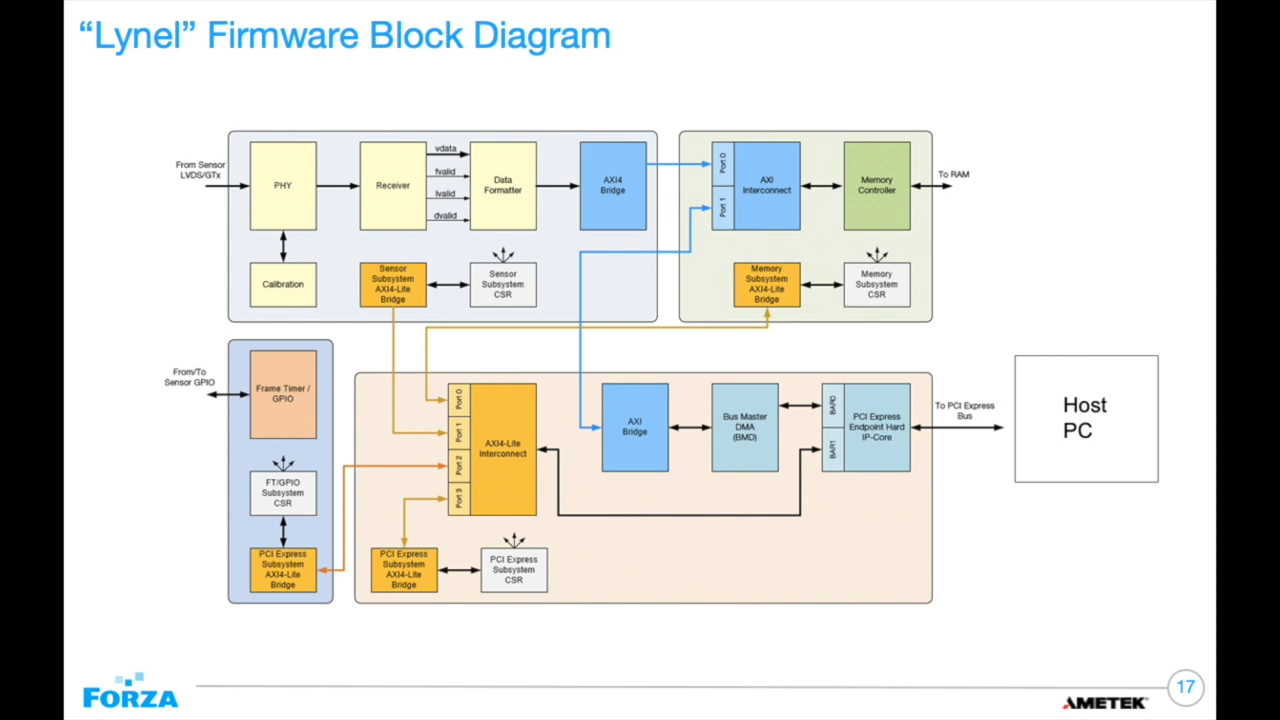 “Lynel” Firmware Block Diagram
From Sensor
LVDS/GTx
PHY
Receiver
vdata
fvalid
lvalid
dvalid
Data
Formatter
AXI4
Bridge
Port 0
Port 1
AXI
Interconnect
Memory
Controller
To RAM
Calibration
Sensor
Subsystem
AXI4-Lite
Bridge
Sensor
Subsystem
CSR
Memory
Subsystem
AXI4-Lite
Bridge
Memory
Subsystem
CSR
From/To
Sensor GPIO
Frame Timer /
GPIO
FT/GPIO
Subsystem
CSR
PCI Express
Subsystem
AXI4-Lite
Bridge
Port 0
Port 1
Port 2
Port 3
AXI4-Lite
Interconnect
AXI
Bridge
Bus Master
DMA
(BMD)
BAR0
BAR1
PCI Express
Endpoint Hard
IP-Core
To PCI Express
Bus
Host
PC
PCI Express
Subsystem
AXI4-Lite
Bridge
PCI Express
Subsystem
CSR
FORZA
AMETEK
17